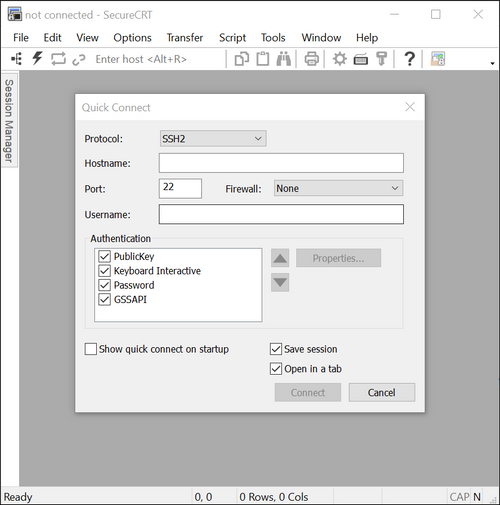 not connected - SecureCRT
File Edit View Options Transfer Script Tools Window Help
Enter host <Alt+R>
Session Manager
Quick Connect
Protocol: SSH2
Hostname:
Port: 22 Firewall: None
Username:
Authentication
PublicKey
Properties...
Keyboard Interactive
Password
GSSAPI
Show quick connect on startup
Save session
Open in a tab
Connect Cancel
Ready 0, 0 0 Rows, 0 Cols CAP N